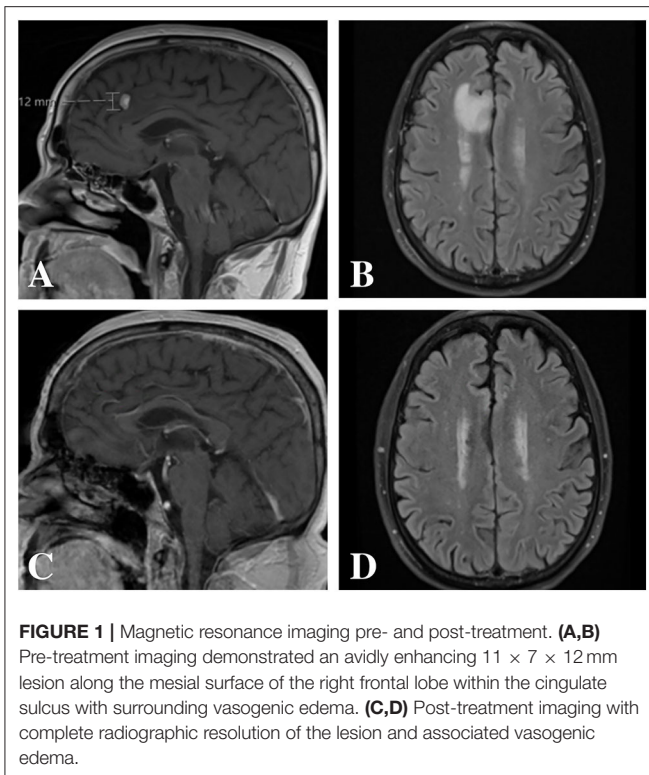 12 mm
A
B
C
D
FIGURE 1 | Magnetic resonance imaging pre- and post-treatment. (A,B)
Pre-treatment imaging demonstrated an avidly enhancing 11 × 7 × 12 mm
lesion along the mesial surface of the right frontal lobe within the cingulate
sulcus with surrounding vasogenic edema. (C,D) Post-treatment imaging with
complete radiographic resolution of the lesion and associated vasogenic
edema.